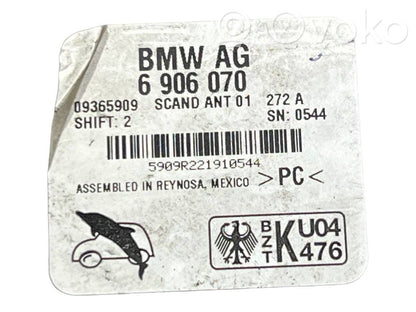 BMW AG
6 906 070
09365909 SCAND ANT 01 272 A
SHIFT: 2 SN: 0544
5909R221910544
ASSEMBLED IN REYNOSA, MEXICO >PC<
BZT K U04 476